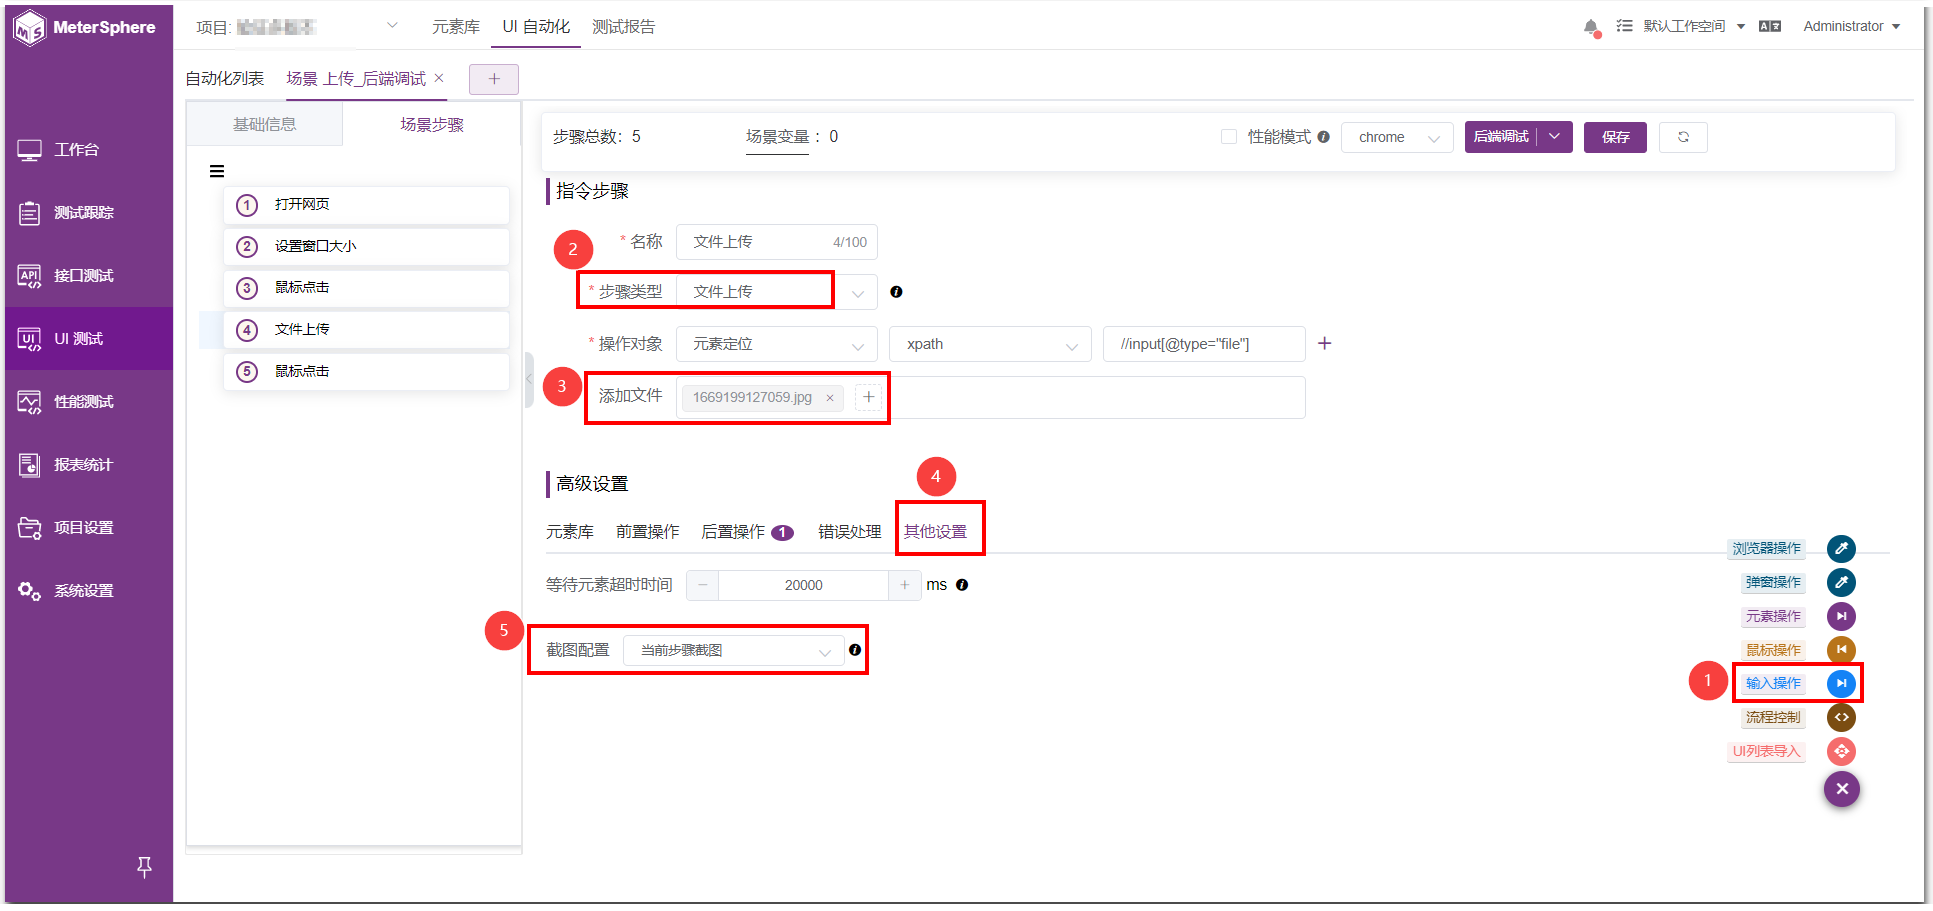 MeterSphere
项目:
元素库
UI 自动化
测试报告
默认工作空间
Administrator
自动化列表
场景 上传_后端调试 ×
+
工作台
测试跟踪
接口测试
UI 测试
性能测试
报表统计
项目设置
系统设置
基础信息
场景步骤
1 打开网页
2 设置窗口大小
3 鼠标点击
4 文件上传
5 鼠标点击
步骤总数：5
场景变量 ：0
性能模式
chrome
后端调试
保存
指令步骤
2
* 名称 文件上传 4/100
* 步骤类型 文件上传
* 操作对象 元素定位 xpath //input[@type="file"] +
3
添加文件 1669199127059.jpg × +
高级设置
4
元素库 前置操作 后置操作 1 错误处理 其他设置
等待元素超时时间 − 20000 + ms
5
截图配置 当前步骤截图
浏览器操作
弹窗操作
元素操作
鼠标操作
1
输入操作
流程控制
UI列表导入